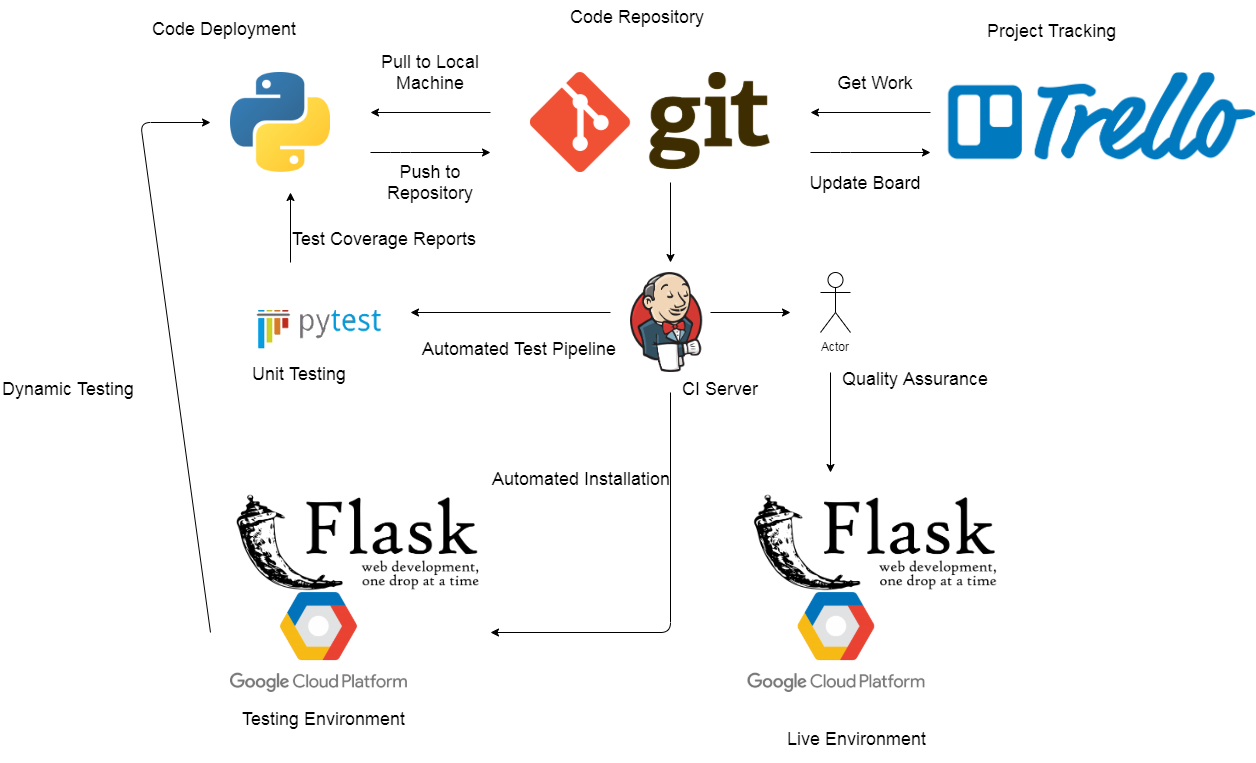 Code Deployment
Code Repository
Project Tracking
Pull to Local
Machine
Get Work
git
Trello
Push to
Repository
Update Board
Test Coverage Reports
pytest
Actor
Automated Test Pipeline
Unit Testing
CI Server
Quality Assurance
Dynamic Testing
Automated Installation
Flask
web development,
one drop at a time
Flask
web development,
one drop at a time
Google Cloud Platform
Google Cloud Platform
Testing Environment
Live Environment